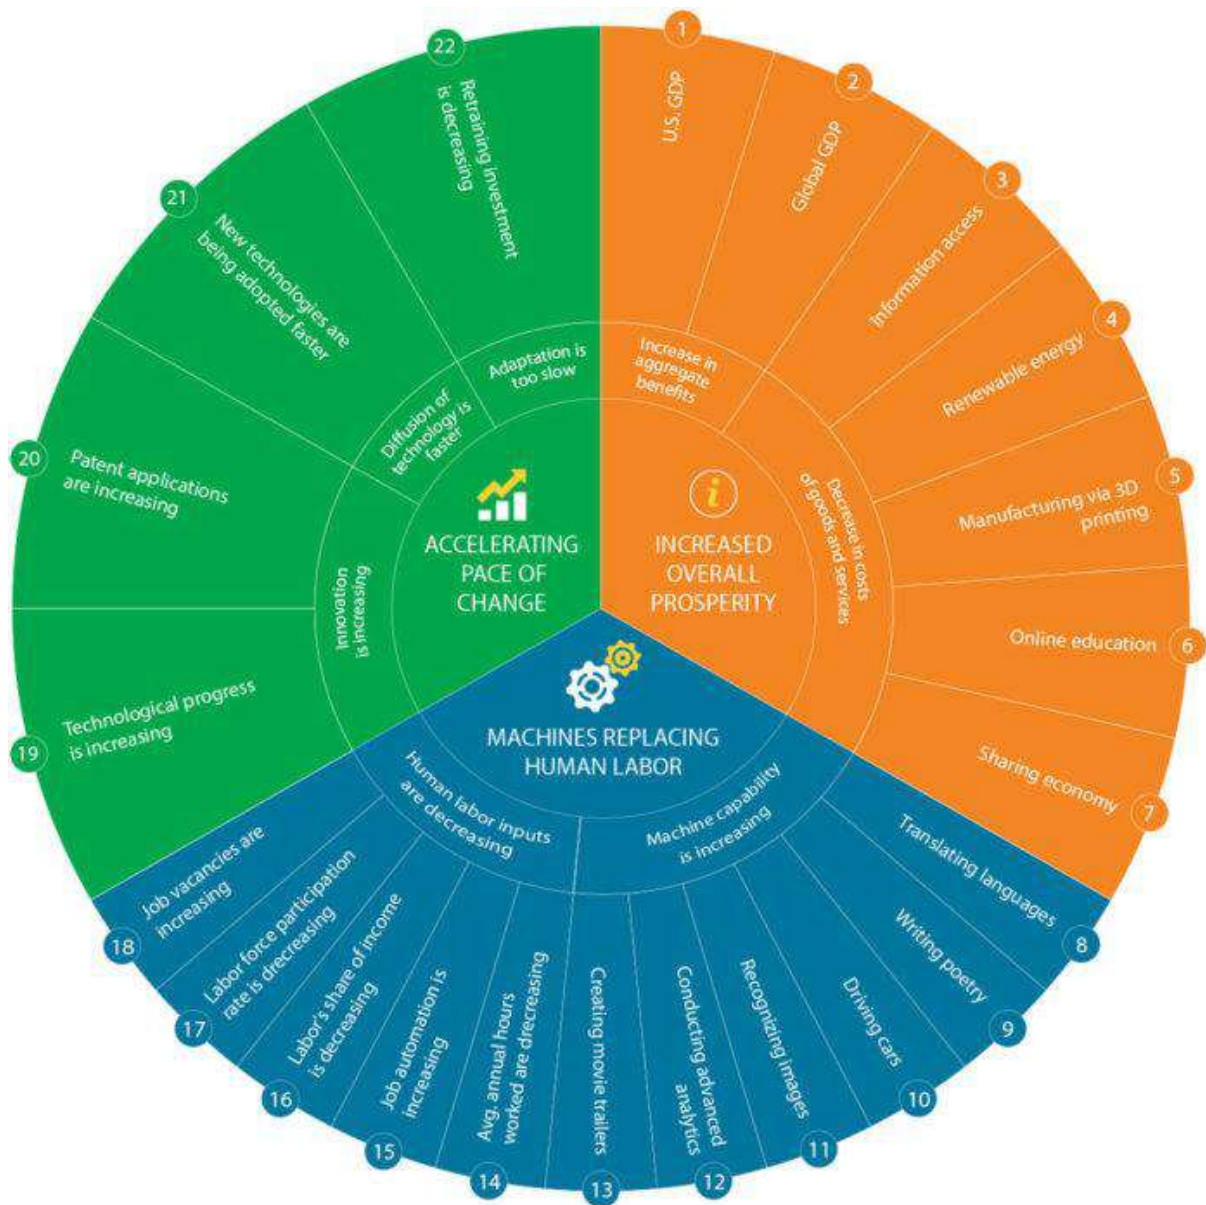 1
U.S. GDP
2
Global GDP
3
Information access
4
Renewable energy
5
Manufacturing via 3D
printing
6
Online education
7
Sharing economy
Increase in
aggregate
benefits
Decrease in costs
of goods and services
INCREASED
OVERALL
PROSPERITY
8
Translating languages
9
Writing poetry
10
Driving cars
11
Recognizing images
12
Conducting advanced
analytics
13
Creating movie trailers
14
Avg. annual hours
worked are drecreasing
15
Job automation is
increasing
16
Labor's share of income
is decreasing
17
Labor force participation
rate is drecreasing
18
Job vacancies are
increasing
Machine capability
is increasing
Human labor inputs
are decreasing
MACHINES REPLACING
HUMAN LABOR
19
Technological progress
is increasing
20
Patent applications
are increasing
21
New technologies are
being adopted faster
22
Retraining investment
is decreasing
Innovation
is increasing
Diffusion of
technology is
faster
Adaptation is
too slow
ACCELERATING
PACE OF
CHANGE
i